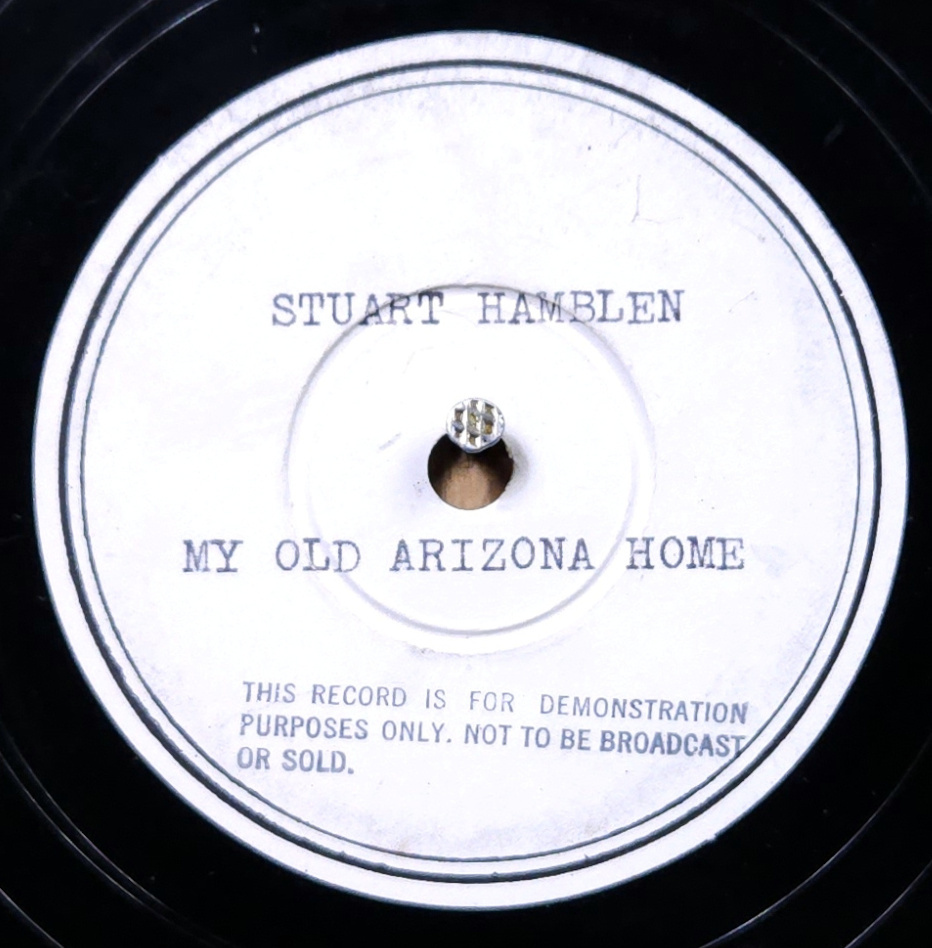 STUART HAMBLEN
MY OLD ARIZONA HOME
THIS RECORD IS FOR DEMONSTRATION
PURPOSES ONLY. NOT TO BE BROADCAST
OR SOLD.